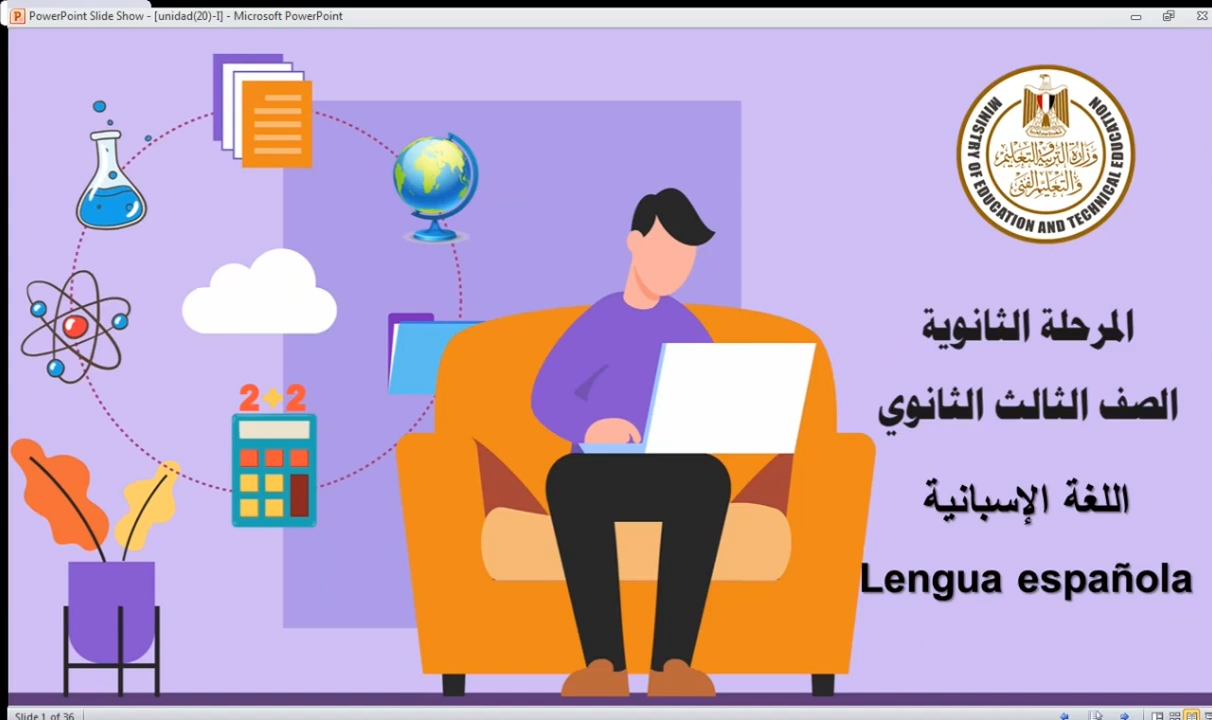 PowerPoint Slide Show - [unidad(20)-I] - Microsoft PowerPoint
MINISTRY OF EDUCATION AND TECHNICAL EDUCATION
وزارة التربية والتعليم
والتعليم الفني
المرحلة الثانوية
الصف الثالث الثانوي
اللغة الإسبانية
Lengua española
2+2
Slide 1 of 36